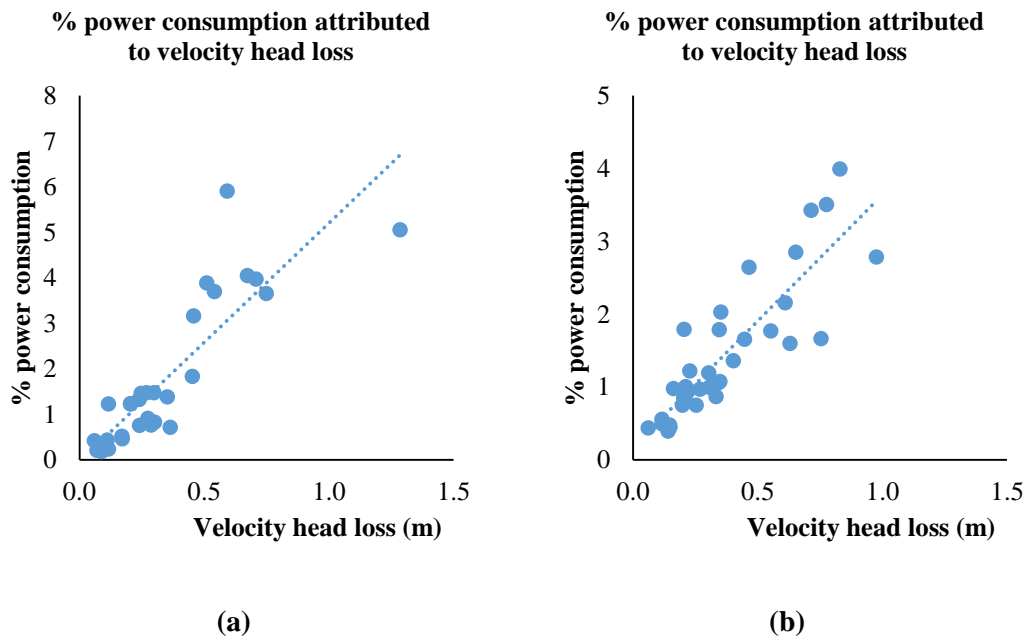 % power consumption attributed
to velocity head loss
% power consumption
8
7
6
5
4
3
2
1
0
0.0 0.5 1.0 1.5
Velocity head loss (m)
(a)
% power consumption attributed
to velocity head loss
% power consumption
5
4
3
2
1
0
0.0 0.5 1.0 1.5
Velocity head loss (m)
(b)